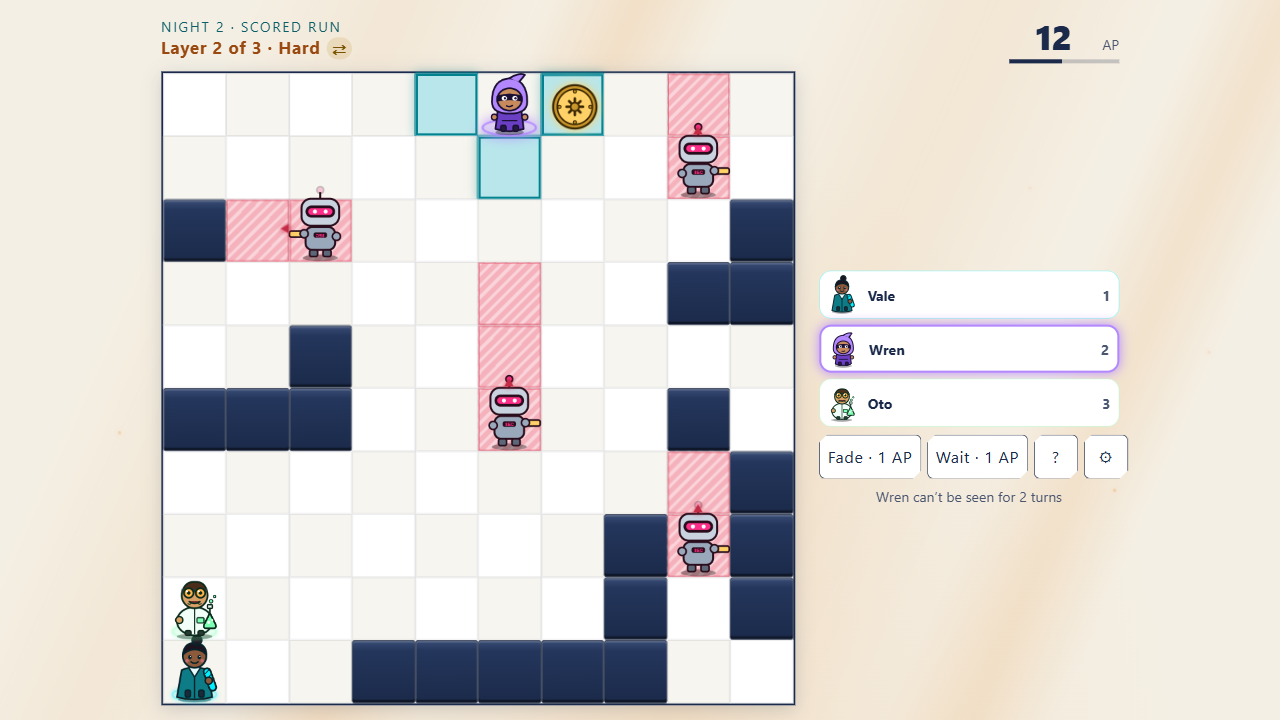 NIGHT 2 · SCORED RUN
Layer 2 of 3 · Hard ⇄
12 AP
Vale 1
Wren 2
Oto 3
Fade · 1 AP Wait · 1 AP ?
Wren can't be seen for 2 turns